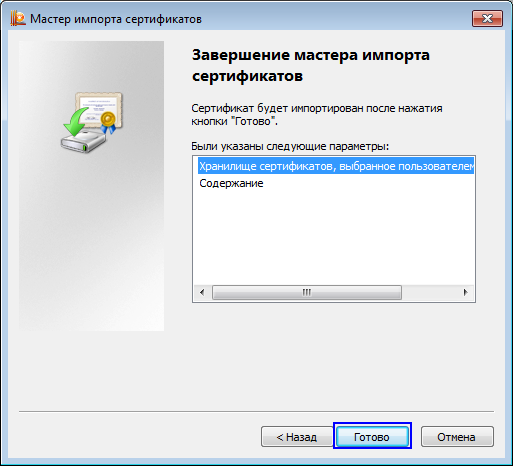 Мастер импорта сертификатов
Завершение мастера импорта
сертификатов
Сертификат будет импортирован после нажатия
кнопки "Готово".
Были указаны следующие параметры:
Хранилище сертификатов, выбранное пользователем
Содержание
< Назад
Готово
Отмена